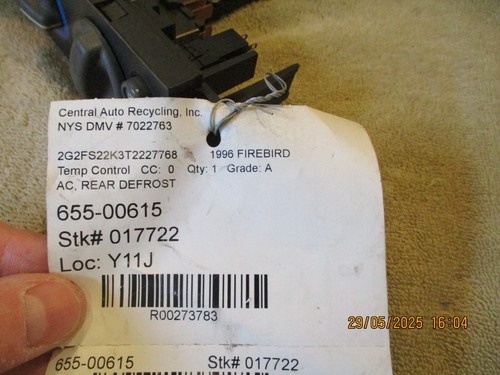 Central Auto Recycling, Inc.
NYS DMV # 7022763
2G2FS22K3T2227768 1996 FIREBIRD
Temp Control CC: 0 Qty: 1 Grade: A
AC, REAR DEFROST
655-00615
Stk# 017722
Loc: Y11J
R00273783
29/05/2025 16:04
655-00615 Stk# 017722